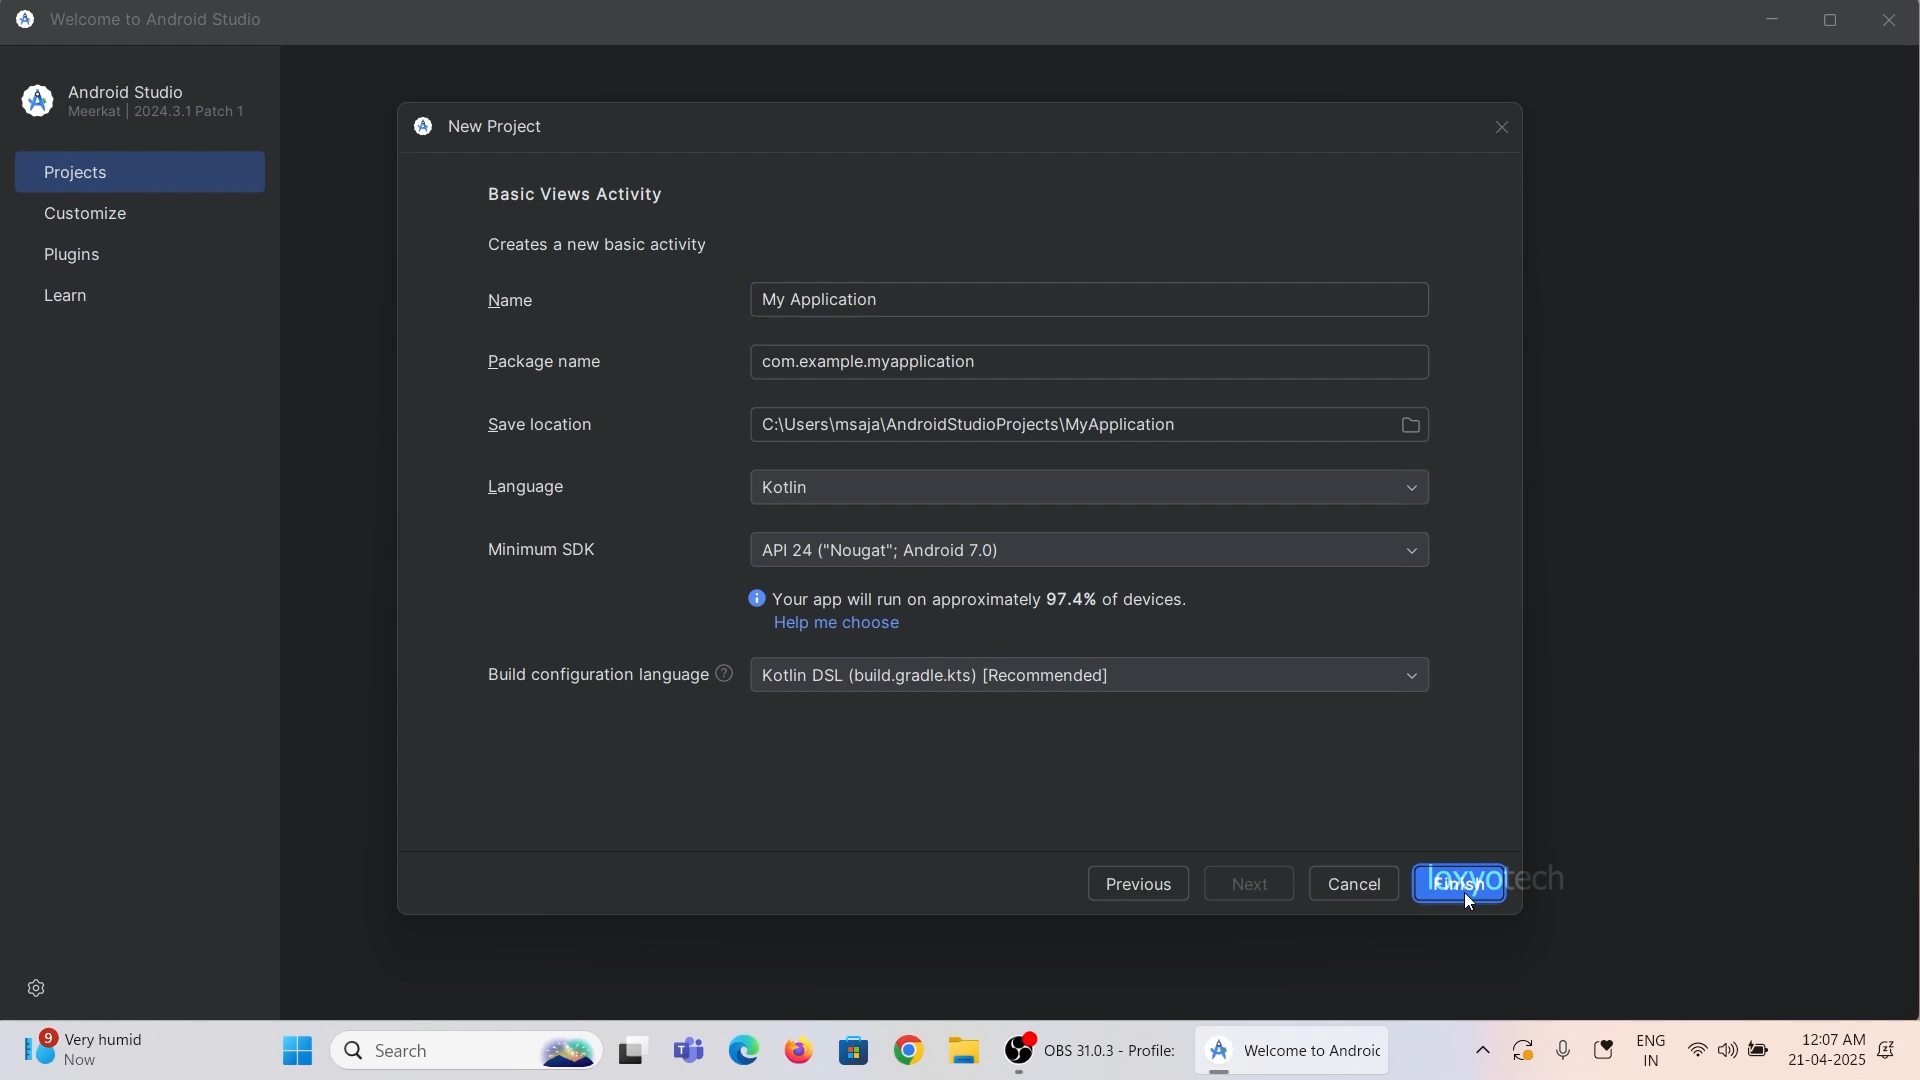 Welcome to Android Studio
Android Studio
Meerkat | 2024.3.1 Patch 1
Projects
Customize
Plugins
Learn
New Project
Basic Views Activity
Creates a new basic activity
Name
My Application
Package name
com.example.myapplication
Save location
C:\Users\msaja\AndroidStudioProjects\MyApplication
Language
Kotlin
Minimum SDK
API 24 ("Nougat"; Android 7.0)
Your app will run on approximately 97.4% of devices.
Help me choose
Build configuration language ?
Kotlin DSL (build.gradle.kts) [Recommended]
Previous
Next
Cancel
Finish
loxyotech
9
Very humid
Now
Search
OBS 31.0.3 - Profile:
Welcome to Android
ENG
IN
12:07 AM
21-04-2025